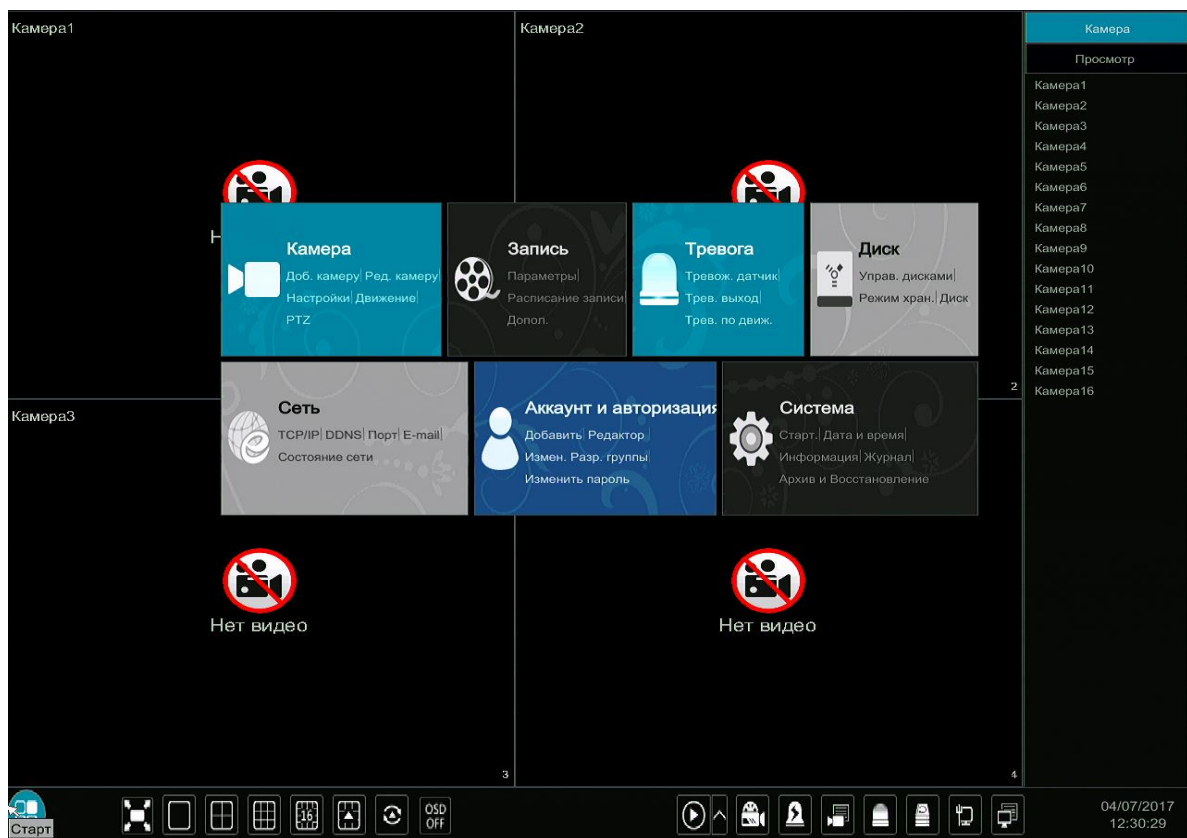 Камера1
Камера2
Камера
Просмотр
Камера1
Камера2
Камера3
Камера4
Камера5
Камера6
Камера7
Камера8
Камера9
Камера10
Камера11
Камера12
Камера13
Камера14
Камера15
Камера16
Н
Камера
Доб. камеру| Ред. камеру|
Настройки| Движение|
PTZ
Запись
Параметры|
Расписание записи|
Допол.
Тревога
Тревож. датчик|
Трев. выход|
Трев. по движ.
Диск
Управ. дисками|
Режим хран.| Диск
2
Камера3
Сеть
TCP/IP| DDNS| Порт| E-mail|
Состояние сети
Аккаунт и авторизация
Добавить| Редактор|
Измен. Разр. группы|
Изменить пароль
Система
Старт.| Дата и время|
Информация| Журнал|
Архив и Восстановление
Нет видео
Нет видео
3
4
Старт
16
OSD
OFF
04/07/2017
12:30:29